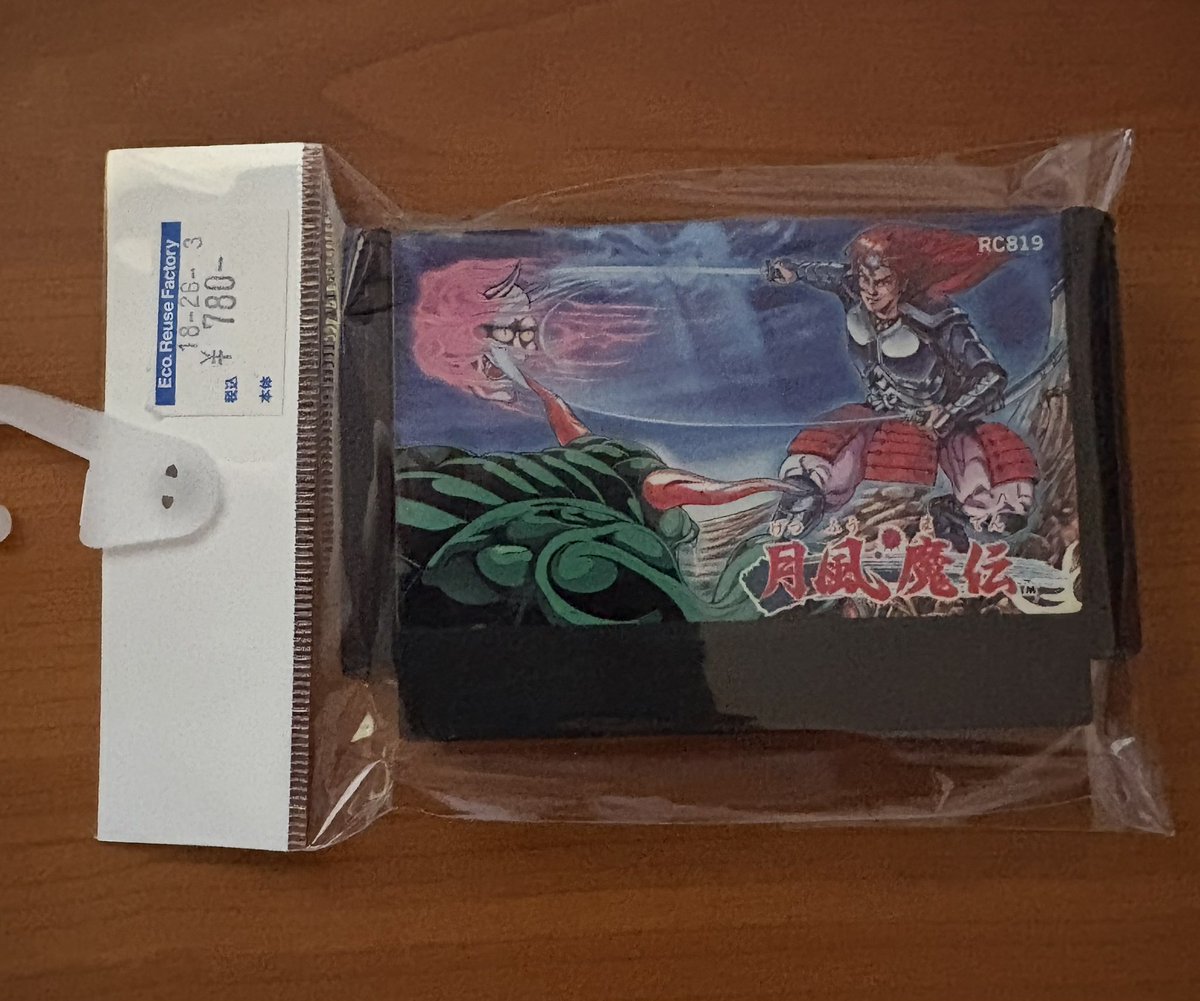 Eco. Reuse Factory
18-26- 3
¥ 780-
税込
本体
RC819
げつ ふう ま でん
月風魔伝
TM